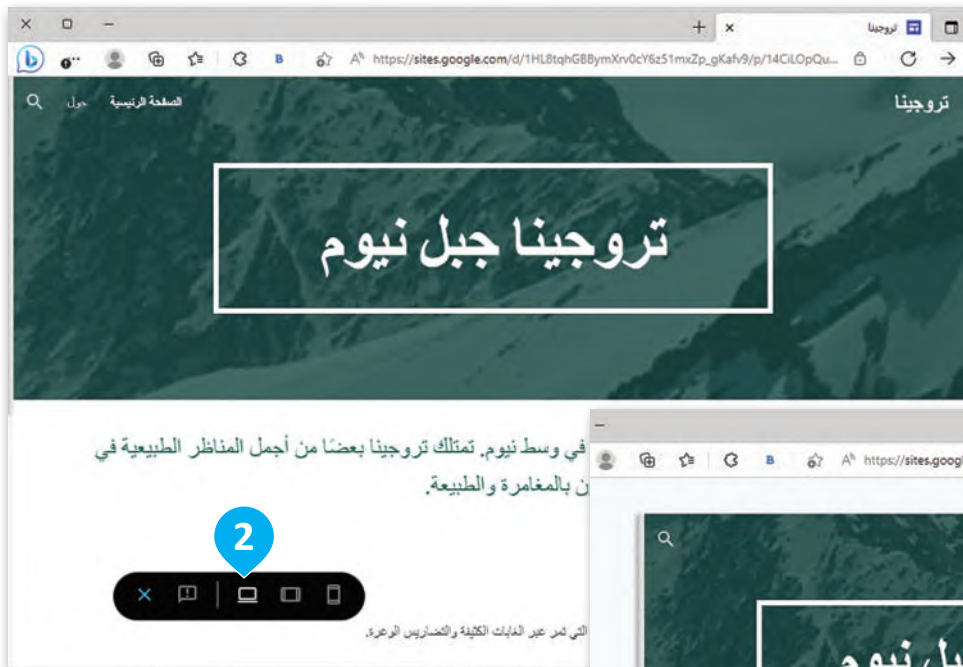 تروجينا
https://sites.google.com/d/1HL8tqhGBBymXrv0cY6z51mxZp_gKafv9/p/14CiLOpQu...
تروجينا
الصفحة الرئيسية
حول
تروجينا جبل نيوم
في وسط نيوم. تمتلك تروجينا بعضًا من أجمل المناظر الطبيعية في
ن بالمغامرة والطبيعة.
2
التي تمر عبر الغابات الكثيفة والتضاريس الوعرة.
https://sites.googl
بل نيوم